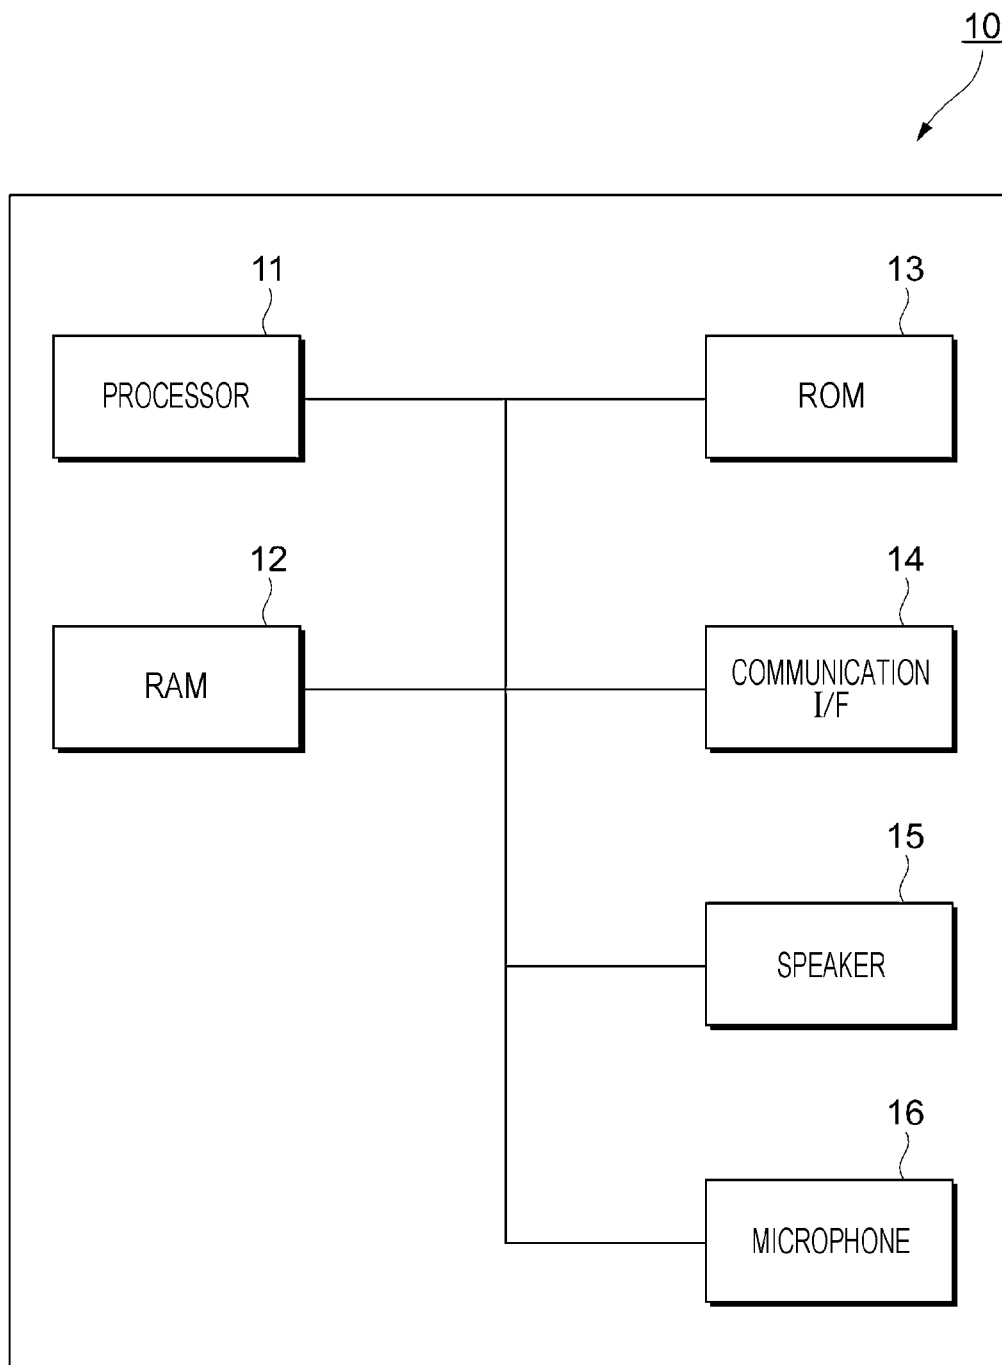 10
11
PROCESSOR
13
ROM
12
RAM
14
COMMUNICATION
I/F
15
SPEAKER
16
MICROPHONE